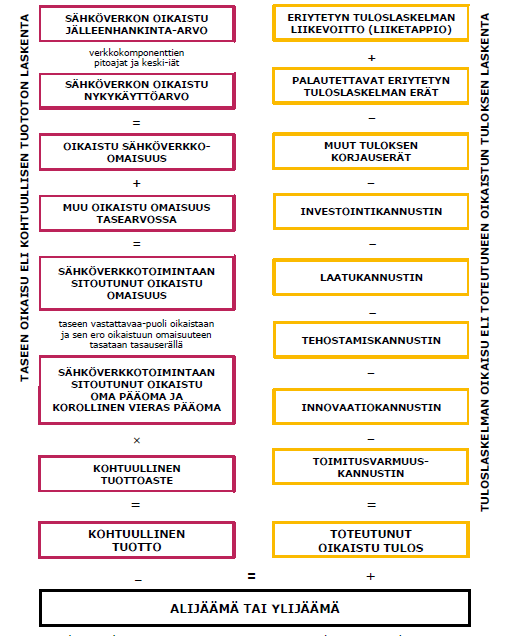 TASEEN OIKAISU ELI KOHTUULLISEN TUOTOTON LASKENTA
SÄHKÖVERKON OIKAISTU
JÄLLEENHANKINTA-ARVO
verkkokomponenttien
pitoajat ja keski-iät
SÄHKÖVERKON OIKAISTU
NYKYKÄYTTÖARVO
=
OIKAISTU SÄHKÖVERKKO-
OMAISUUS
+
MUU OIKAISTU OMAISUUS
TASEARVOSSA
=
SÄHKÖVERKKOTOIMINTAAN
SITOUTUNUT OIKAISTU
OMAISUUS
taseen vastattavaa-puoli oikaistaan
ja sen ero oikaistuun omaisuuteen
tasataan tasauserällä
SÄHKÖVERKKOTOIMINTAAN
SITOUTUNUT OIKAISTU
OMA PÄÄOMA JA
KOROLLINEN VIERAS PÄÄOMA
×
KOHTUULLINEN
TUOTTOASTE
=
KOHTUULLINEN
TUOTTO
ERIYTETYN TULOSLASKELMAN
LIIKEVOITTO (LIIKETAPPIO)
+
PALAUTETTAVAT ERIYTETYN
TULOSLASKELMAN ERÄT
−
MUUT TULOKSEN
KORJAUSERÄT
−
INVESTOINTIKANNUSTIN
−
LAATUKANNUSTIN
−
TEHOSTAMISKANNUSTIN
−
INNOVAATIOKANNUSTIN
−
TOIMITUSVARMUUS-
KANNUSTIN
=
TOTEUTUNUT
OIKAISTU TULOS
TULOSLASKELMAN OIKAISU ELI TOTEUTUNEEN OIKAISTUN TULOKSEN LASKENTA
− = +
ALIJÄÄMÄ TAI YLIJÄÄMÄ